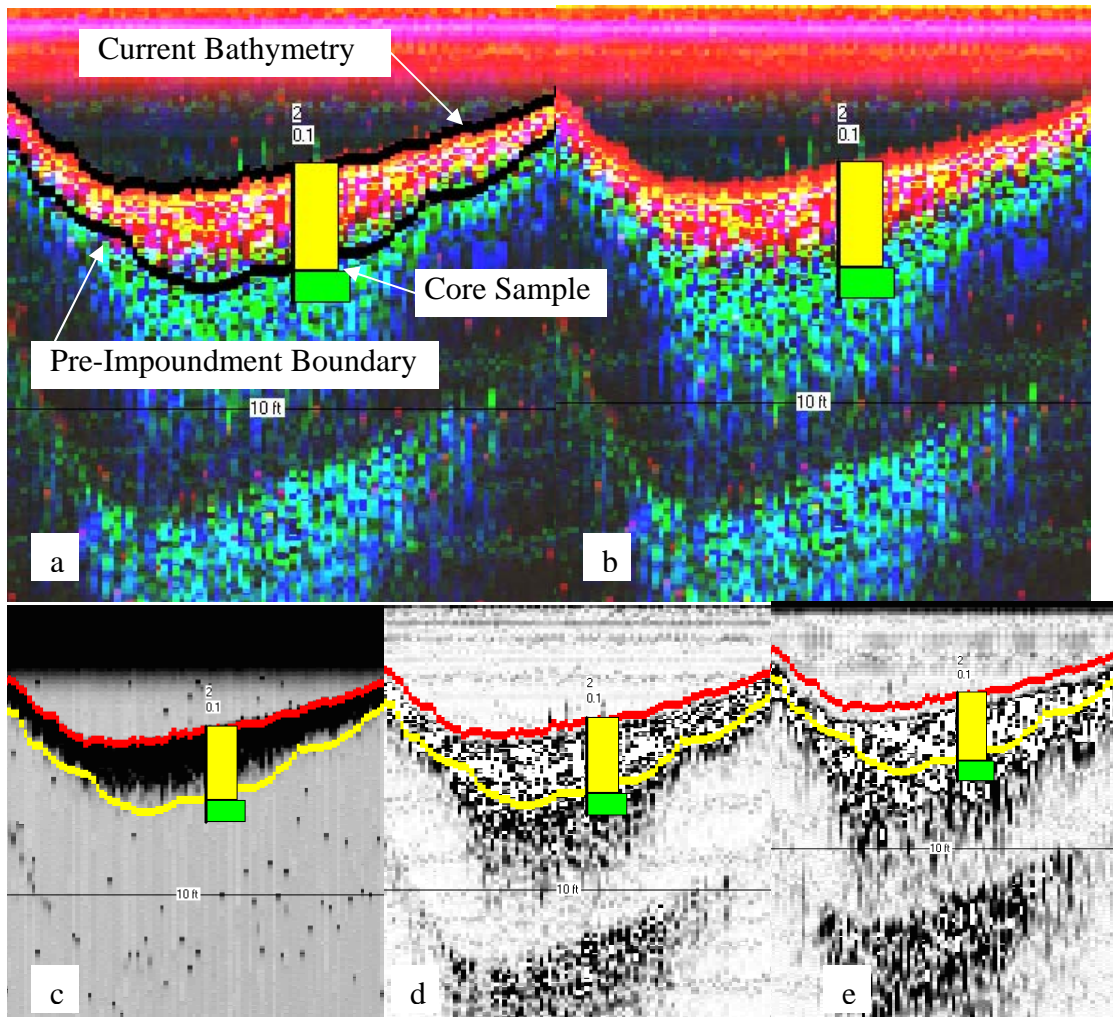 Current Bathymetry
2
0.1
2
0.1
Core Sample
Pre-Impoundment Boundary
10 ft
10 ft
a
b
2
0.1
2
0.1
2
0.1
10 ft
10 ft
10 ft
c
d
e